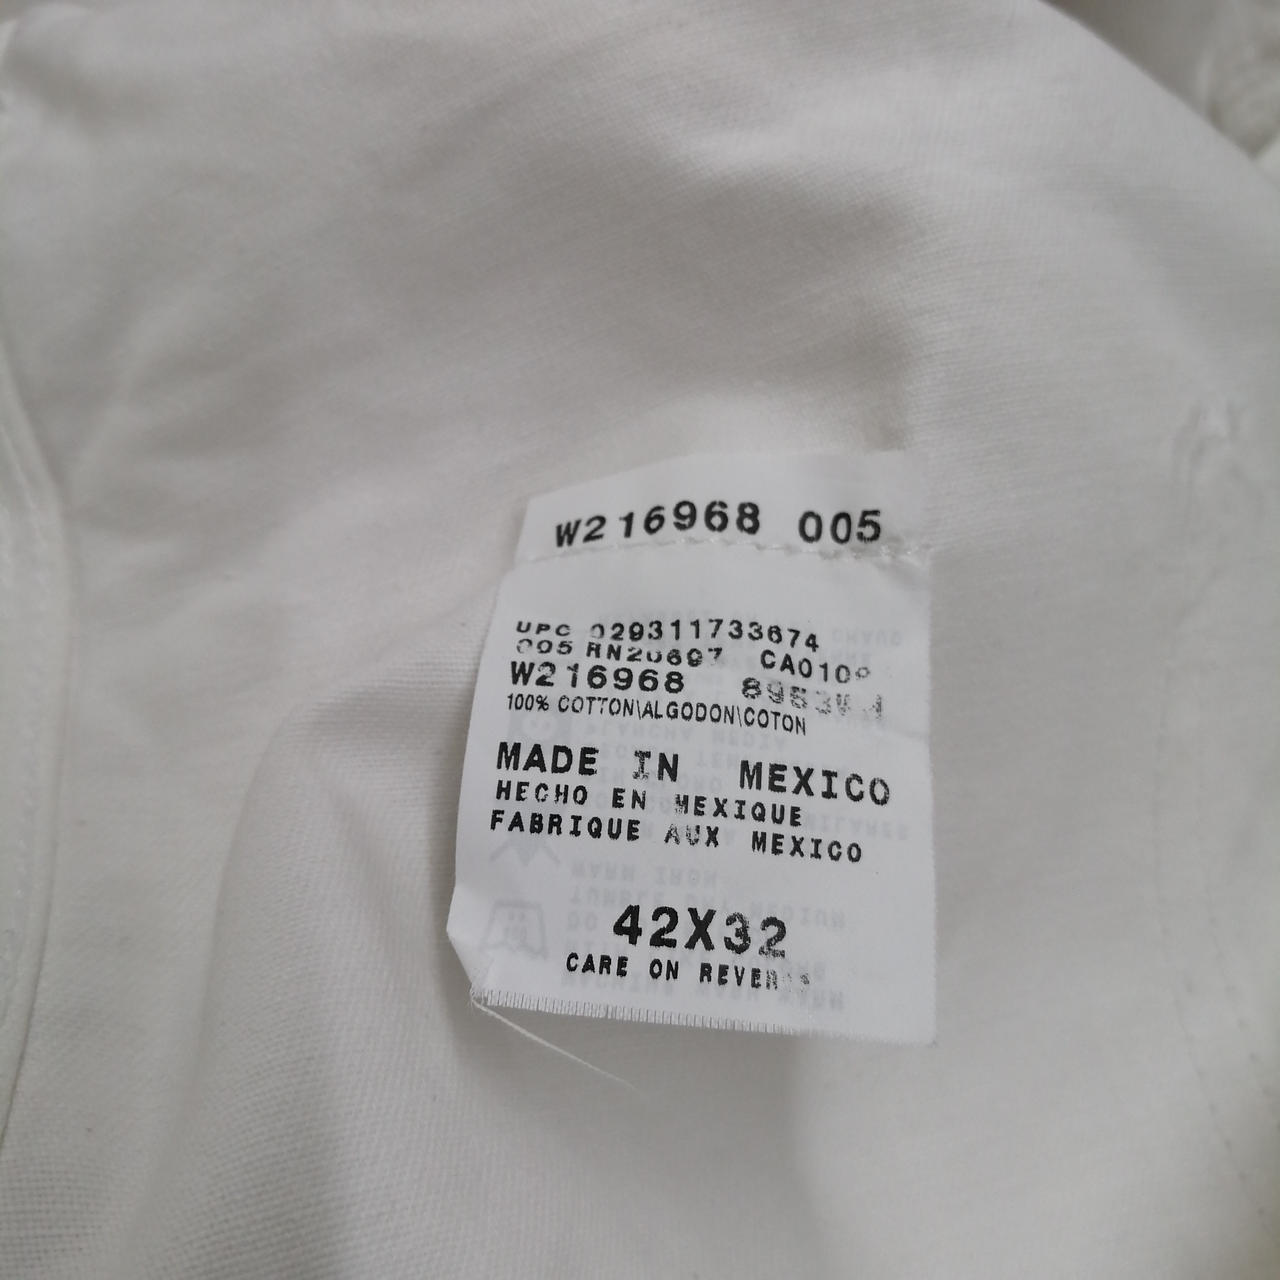 W216968 005
UPC 029311733674
005 RN20697 CA010
W216968
100% COTTON\ALGODON\COTON
MADE IN MEXICO
HECHO EN MEXIQUE
FABRIQUE AUX MEXICO
42X32
CARE ON REVERSE